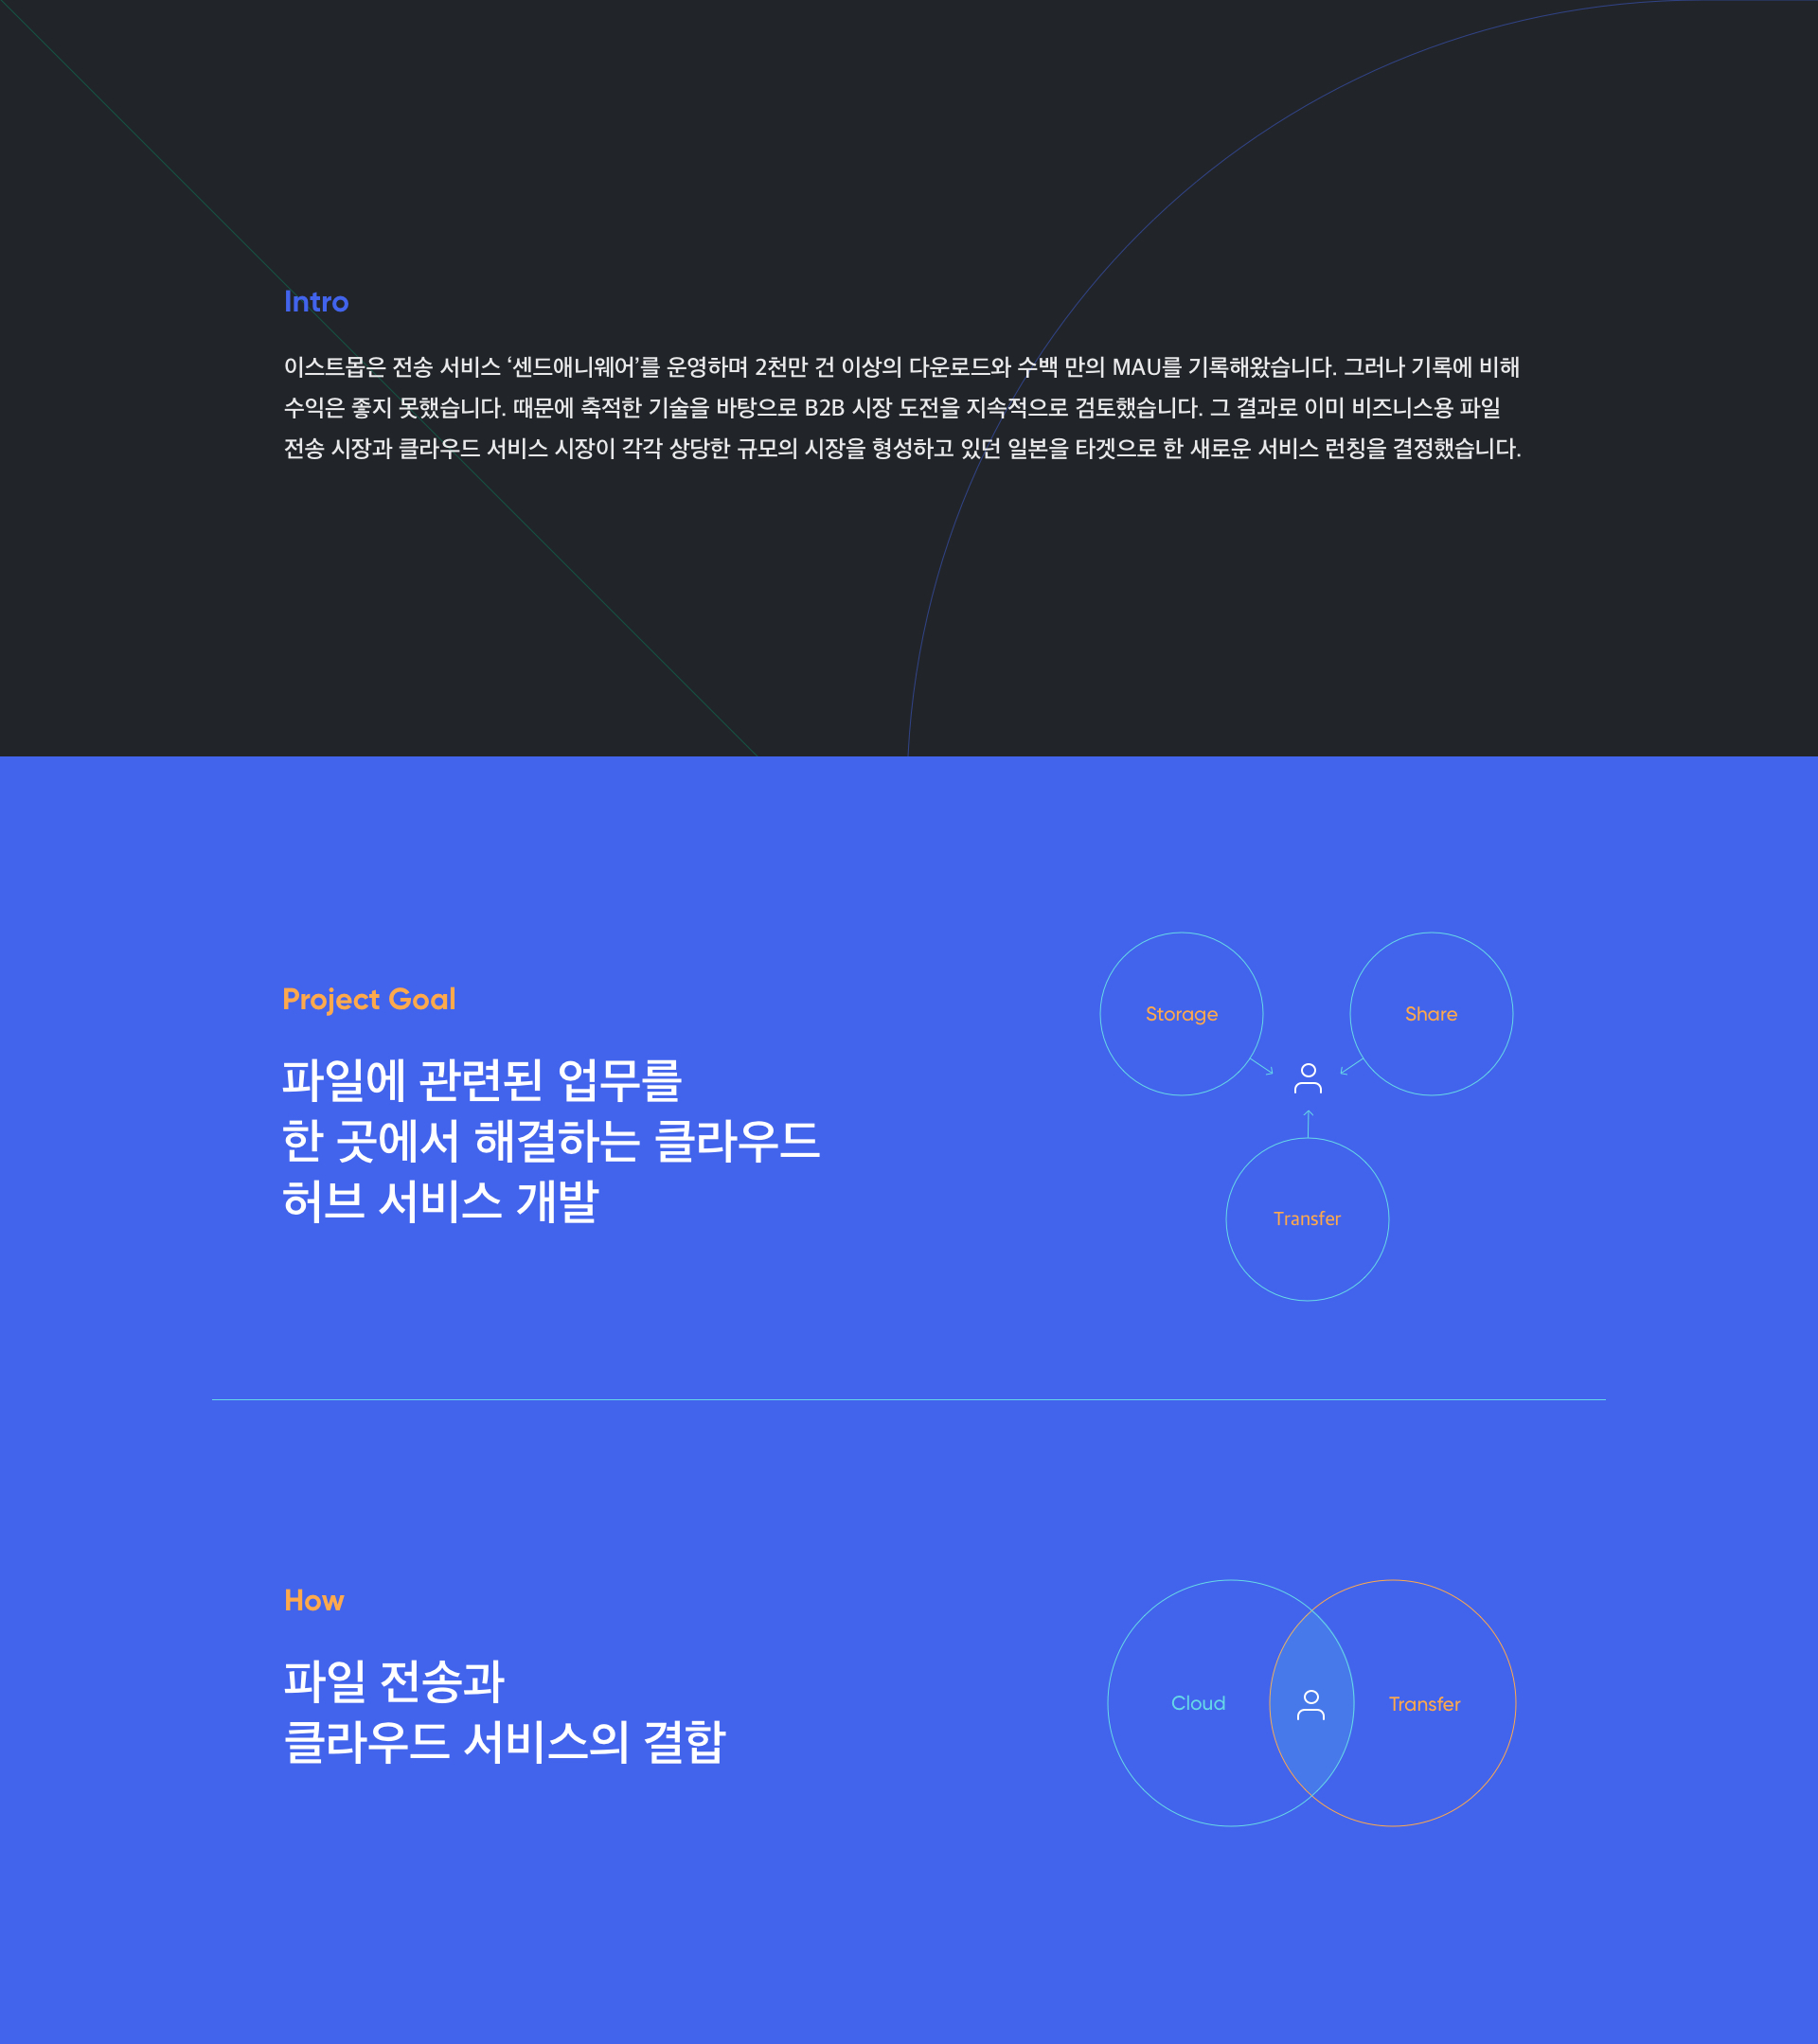 Intro
이스트몹은 전송 서비스 ‘센드애니웨어’를 운영하며 2천만 건 이상의 다운로드와 수백 만의 MAU를 기록해왔습니다. 그러나 기록에 비해
수익은 좋지 못했습니다. 때문에 축적한 기술을 바탕으로 B2B 시장 도전을 지속적으로 검토했습니다. 그 결과로 이미 비즈니스용 파일
전송 시장과 클라우드 서비스 시장이 각각 상당한 규모의 시장을 형성하고 있던 일본을 타겟으로 한 새로운 서비스 런칭을 결정했습니다.
Project Goal
파일에 관련된 업무를
한 곳에서 해결하는 클라우드
허브 서비스 개발
Storage
Share
Transfer
How
파일 전송과
클라우드 서비스의 결합
Cloud
Transfer